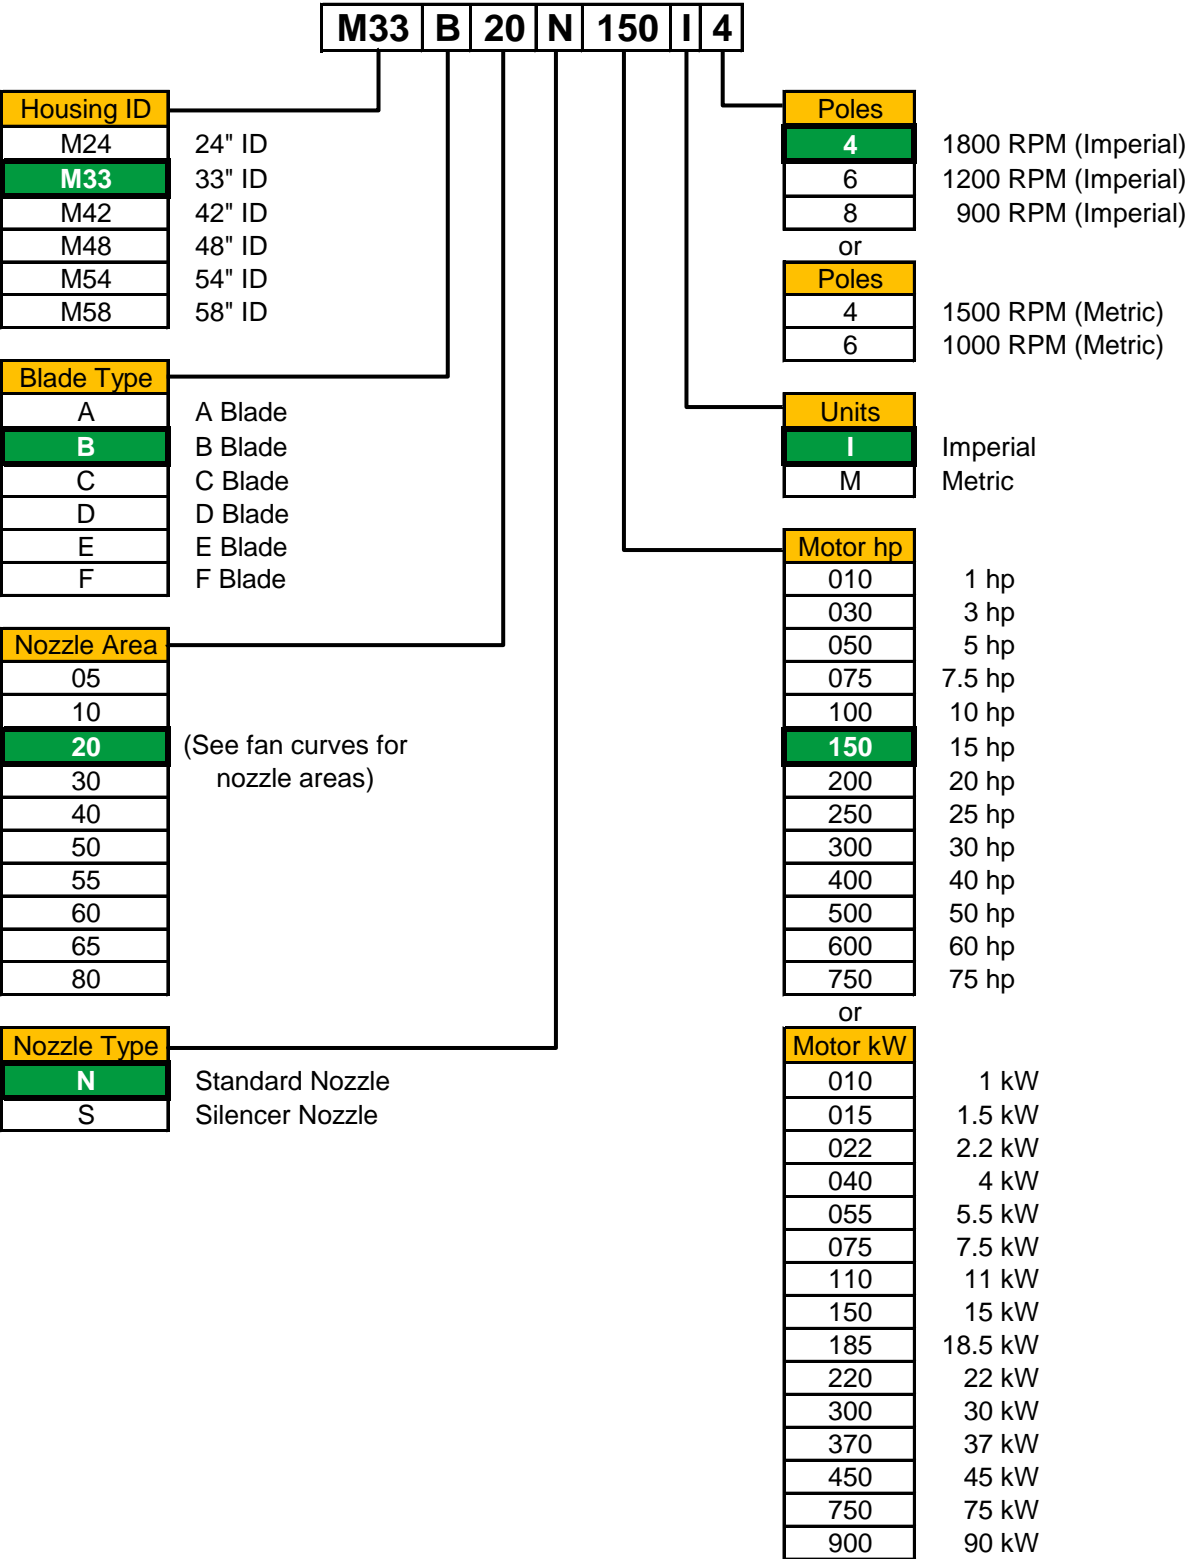 M33 B 20 N 150 I 4
Housing ID
M24 24" ID
M33 33" ID
M42 42" ID
M48 48" ID
M54 54" ID
M58 58" ID
Blade Type
A A Blade
B B Blade
C C Blade
D D Blade
E E Blade
F F Blade
Nozzle Area
05
10
20 (See fan curves for
30 nozzle areas)
40
50
55
60
65
80
Nozzle Type
N Standard Nozzle
S Silencer Nozzle
Poles
4 1800 RPM (Imperial)
6 1200 RPM (Imperial)
8 900 RPM (Imperial)
or
Poles
4 1500 RPM (Metric)
6 1000 RPM (Metric)
Units
I Imperial
M Metric
Motor hp
010 1 hp
030 3 hp
050 5 hp
075 7.5 hp
100 10 hp
150 15 hp
200 20 hp
250 25 hp
300 30 hp
400 40 hp
500 50 hp
600 60 hp
750 75 hp
or
Motor kW
010 1 kW
015 1.5 kW
022 2.2 kW
040 4 kW
055 5.5 kW
075 7.5 kW
110 11 kW
150 15 kW
185 18.5 kW
220 22 kW
300 30 kW
370 37 kW
450 45 kW
750 75 kW
900 90 kW